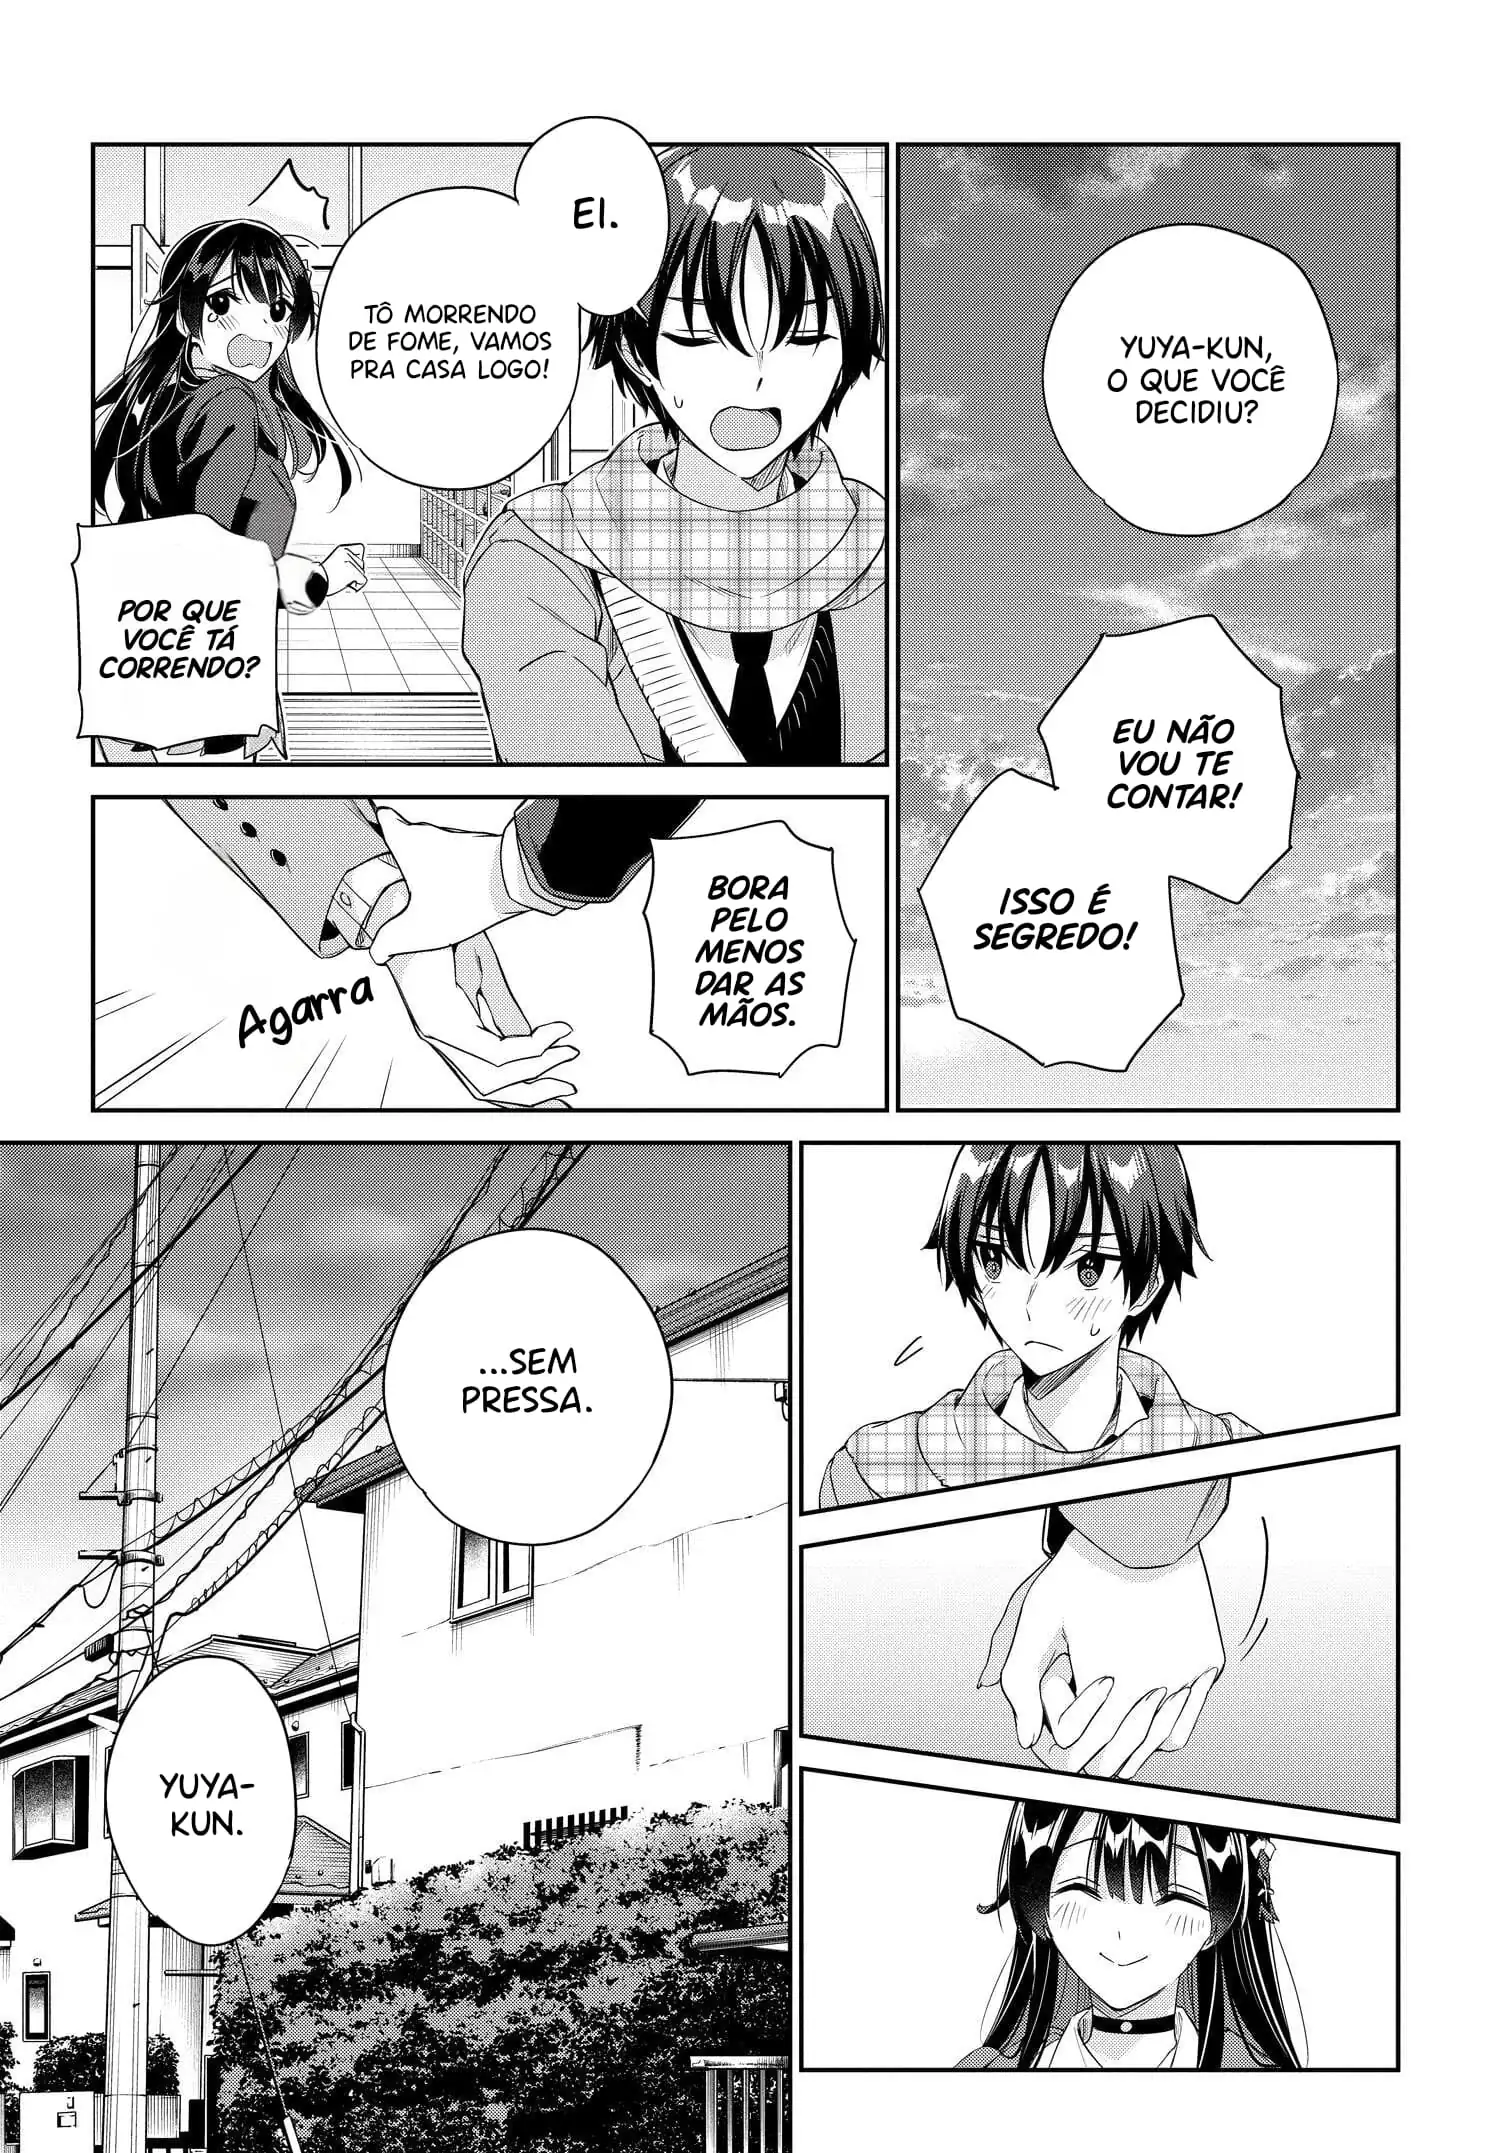 YUYA-KUN,
O QUE VOCÊ
DECIDIU?
EU NÃO
VOU TE
CONTAR!
ISSO É
SEGREDO!
EI.
TÔ MORRENDO
DE FOME, VAMOS
PRA CASA LOGO!
POR QUE
VOCÊ TÁ
CORRENDO?
BORA
PELO
MENOS
DAR AS
MÃOS.
Agarra
...SEM
PRESSA.
YUYA-
KUN.